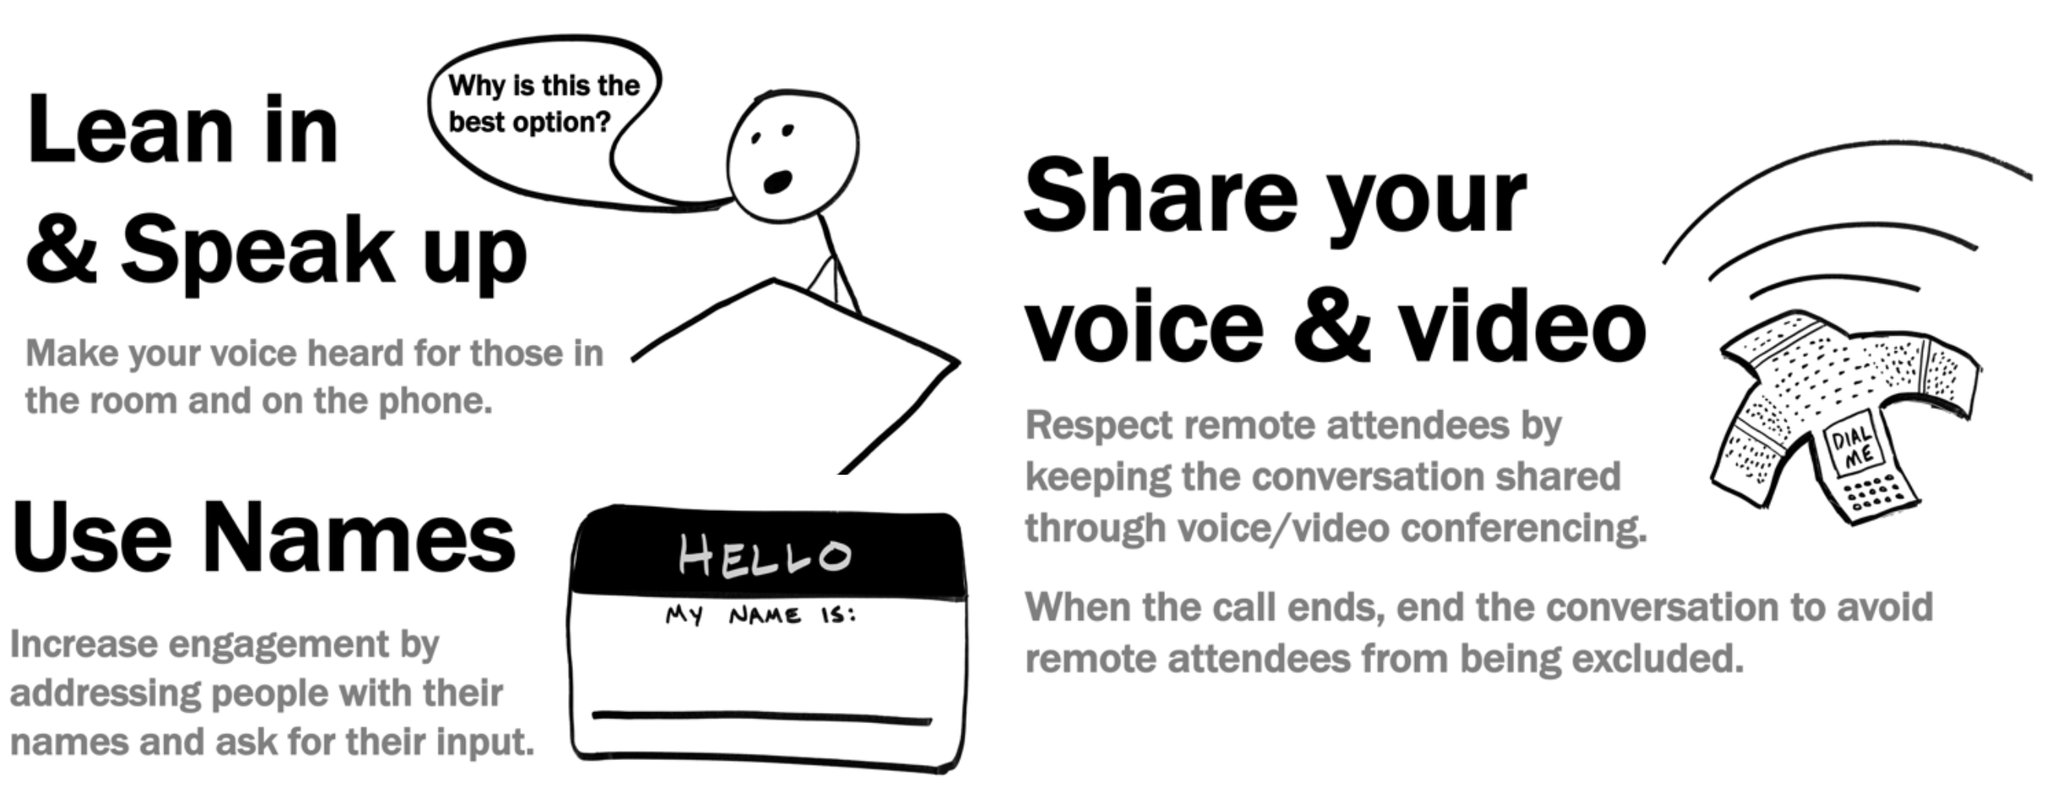 Lean in
& Speak up
Why is this the
best option?
Make your voice heard for those in
the room and on the phone.
Use Names
Increase engagement by
addressing people with their
names and ask for their input.
HELLO
MY NAME IS:
Share your
voice & video
Respect remote attendees by
keeping the conversation shared
through voice/video conferencing.
When the call ends, end the conversation to avoid
remote attendees from being excluded.
DIAL
ME